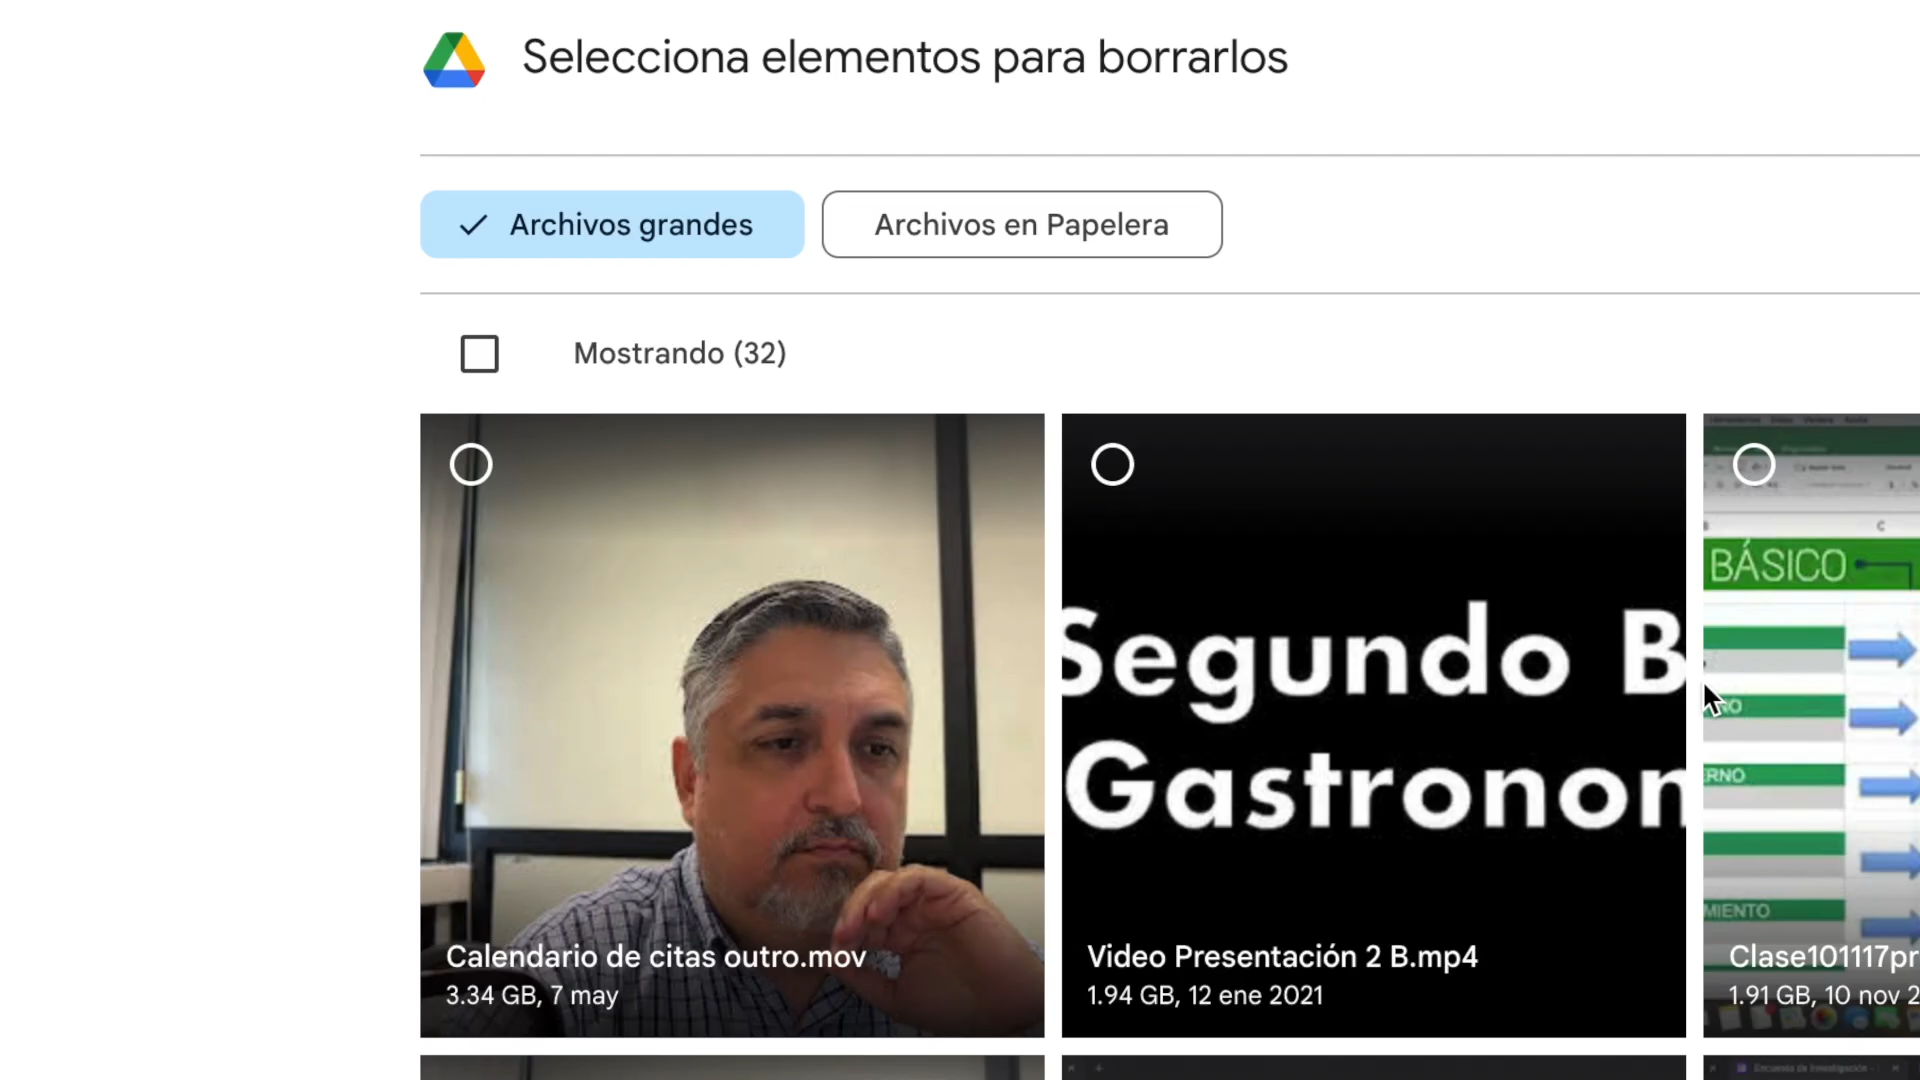 Selecciona elementos para borrarlos
Archivos grandes
Archivos en Papelera
Mostrando (32)
Segundo B
Gastronon
Calendario de citas outro.mov
3.34 GB, 7 may
Video Presentación 2 B.mp4
1.94 GB, 12 ene 2021
C
BÁSICO
RNO
MIENTO
Clase101117pr
1.91 GB, 10 nov 2